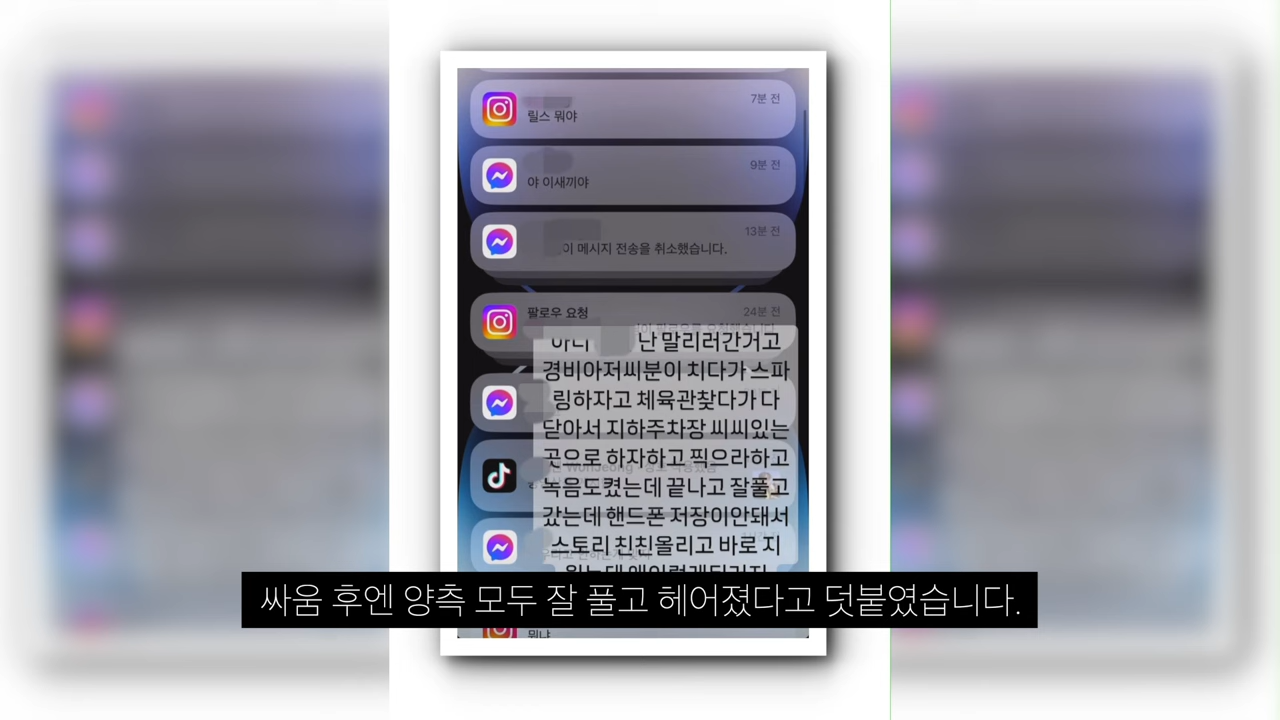 7분 전
릴스 뭐야
9분 전
야 이새끼야
13분 전
이 메시지 전송을 취소했습니다.
팔로우 요청
24분 전
난 말리러간거고
경비아저씨분이 치다가 스파
링하자고 체육관찾다가 다
닫아서 지하주차장 씨씨있는
곳으로 하자하고 찍으라하고
녹음도켰는데 끝나고 잘풀고
갔는데 핸드폰 저장이안돼서
스토리 친친올리고 바로 지
싸움 후엔 양측 모두 잘 풀고 헤어졌다고 덧붙였습니다.
뭐냐